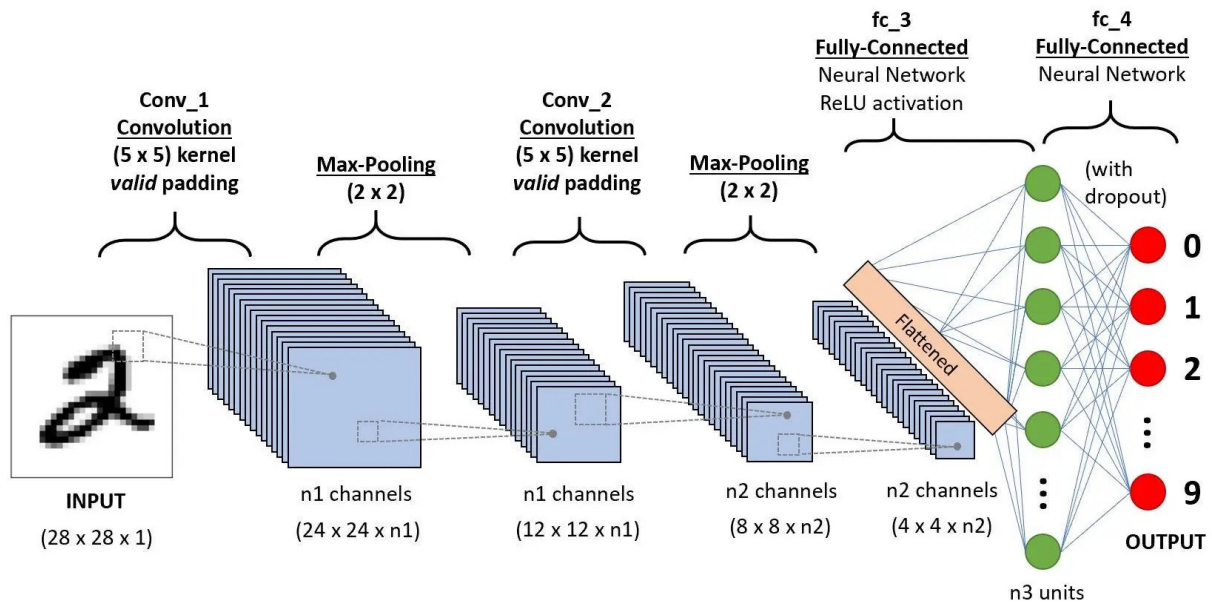 Conv_1
Convolution
(5 x 5) kernel
valid padding
Max-Pooling
(2 x 2)
Conv_2
Convolution
(5 x 5) kernel
valid padding
Max-Pooling
(2 x 2)
fc_3
Fully-Connected
Neural Network
ReLU activation
fc_4
Fully-Connected
Neural Network
(with
dropout)
INPUT
(28 x 28 x 1)
2
n1 channels
(24 x 24 x n1)
n1 channels
(12 x 12 x n1)
n2 channels
(8 x 8 x n2)
n2 channels
(4 x 4 x n2)
Flattened
n3 units
0
1
2
9
OUTPUT